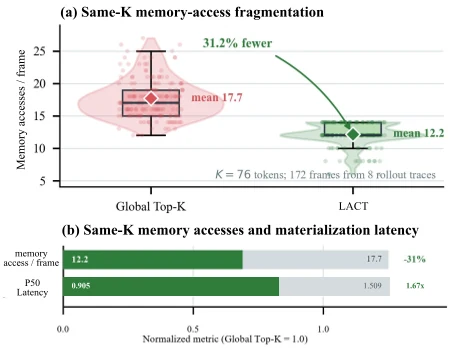 (a) Same-K memory-access fragmentation
Memory accesses / frame
25
20
15
10
5
31.2% fewer
mean 17.7
mean 12.2
K = 76 tokens; 172 frames from 8 rollout traces
Global Top-K
LACT
(b) Same-K memory accesses and materialization latency
memory
access / frame
12.2
17.7
-31%
P50
Latency
0.905
1.509
1.67x
0.0
0.5
1.0
Normalized metric (Global Top-K = 1.0)